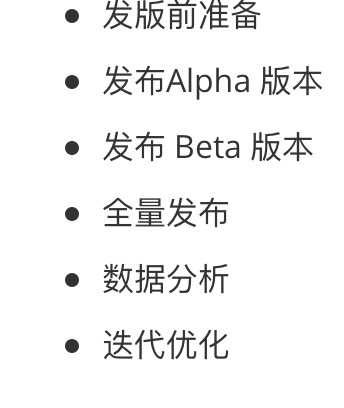 发版前准备
发布Alpha 版本
发布 Beta 版本
全量发布
数据分析
迭代优化